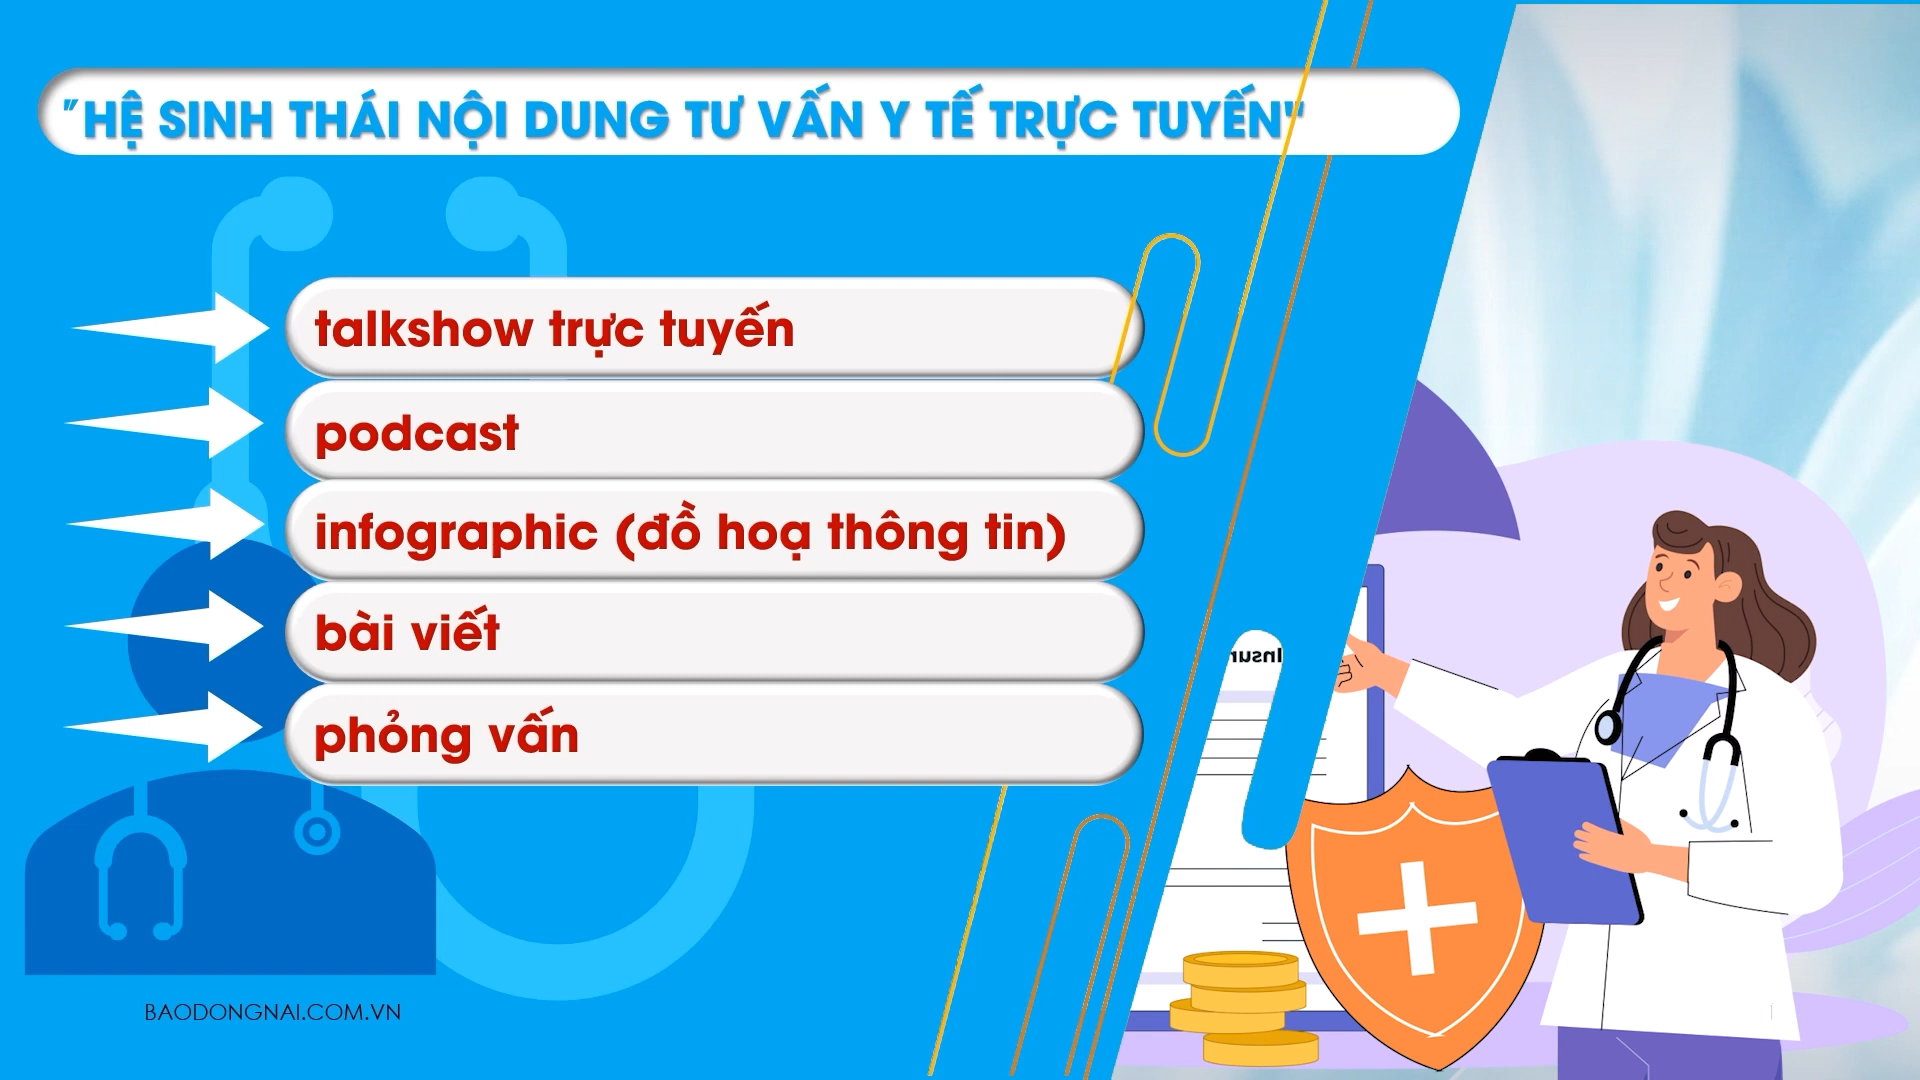 "HỆ SINH THÁI NỘI DUNG TƯ VẤN Y TẾ TRỰC TUYẾN"
talkshow trực tuyến
podcast
infographic (đồ hoạ thông tin)
bài viết
phỏng vấn
Insur
BAODONGNAI.COM.VN